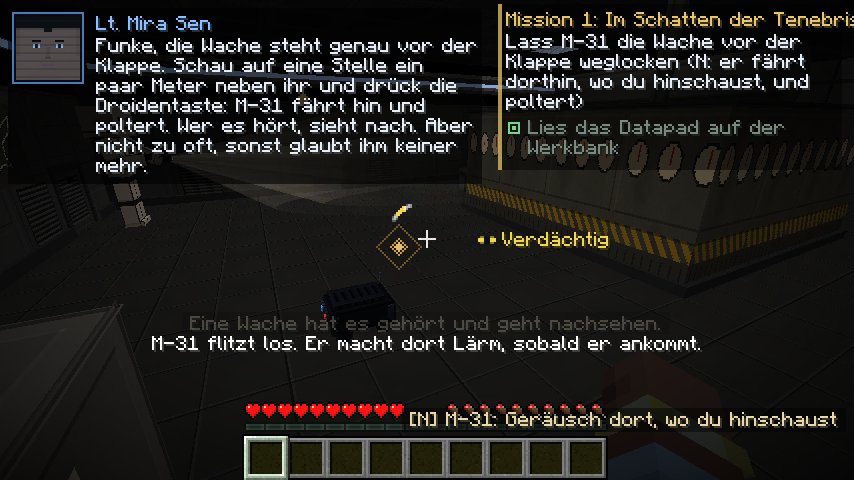 Lt. Mira Sen
Funke, die Wache steht genau vor der
Klappe. Schau auf eine Stelle ein
paar Meter neben ihr und drück die
Droidentaste: M-31 fährt hin und
poltert. Wer es hört, sieht nach. Aber
nicht zu oft, sonst glaubt ihm keiner
mehr.
Mission 1: Im Schatten der Tenebris
Lass M-31 die Wache vor der
Klappe weglocken (N: er fährt
dorthin, wo du hinschaust, und
poltert)
Lies das Datapad auf der
Werkbank
Verdächtig
Eine Wache hat es gehört und geht nachsehen.
M-31 flitzt los. Er macht dort Lärm, sobald er ankommt.
[N] M-31: Geräusch dort, wo du hinschaust